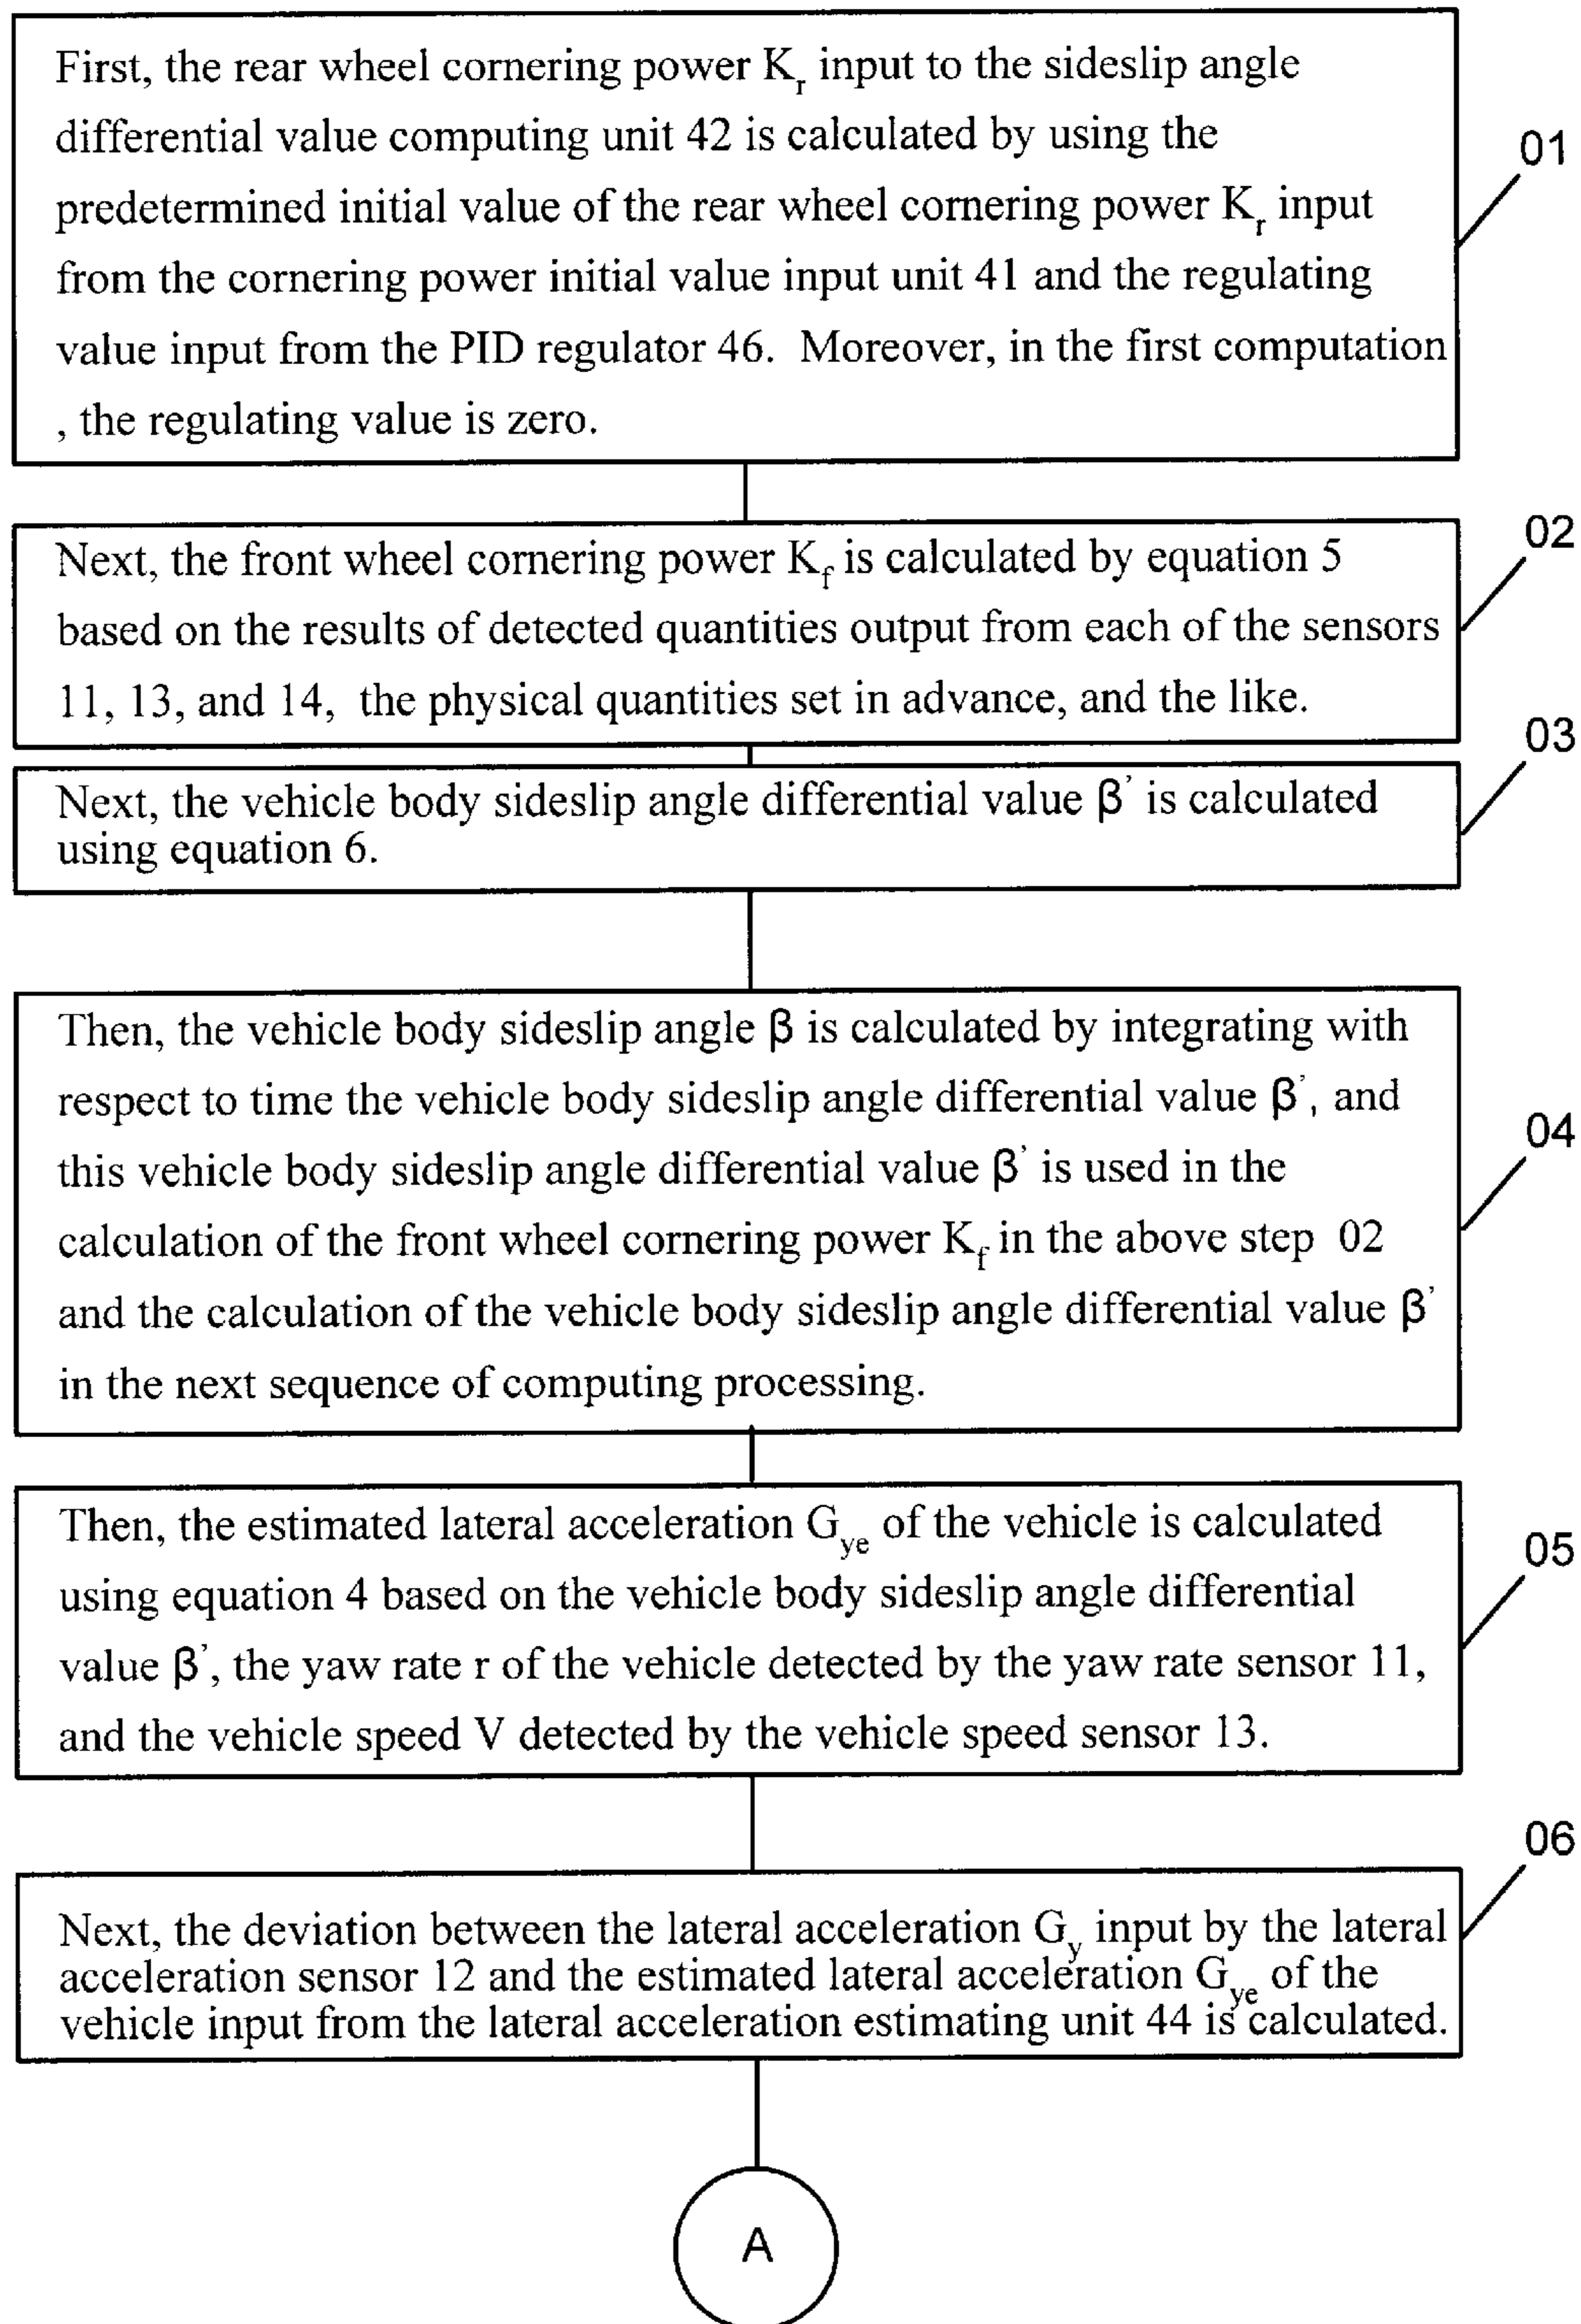 First, the rear wheel cornering power Kr input to the sideslip angle
differential value computing unit 42 is calculated by using the
predetermined initial value of the rear wheel cornering power Kr input
from the cornering power initial value input unit 41 and the regulating
value input from the PID regulator 46. Moreover, in the first computation
, the regulating value is zero.
01
Next, the front wheel cornering power Kf is calculated by equation 5
based on the results of detected quantities output from each of the sensors
11, 13, and 14, the physical quantities set in advance, and the like.
02
Next, the vehicle body sideslip angle differential value β' is calculated
using equation 6.
03
Then, the vehicle body sideslip angle β is calculated by integrating with
respect to time the vehicle body sideslip angle differential value β', and
this vehicle body sideslip angle differential value β' is used in the
calculation of the front wheel cornering power Kf in the above step 02
and the calculation of the vehicle body sideslip angle differential value β'
in the next sequence of computing processing.
04
Then, the estimated lateral acceleration Gye of the vehicle is calculated
using equation 4 based on the vehicle body sideslip angle differential
value β', the yaw rate r of the vehicle detected by the yaw rate sensor 11,
and the vehicle speed V detected by the vehicle speed sensor 13.
05
Next, the deviation between the lateral acceleration Gy input by the lateral
acceleration sensor 12 and the estimated lateral acceleration Gye of the
vehicle input from the lateral acceleration estimating unit 44 is calculated.
06
A